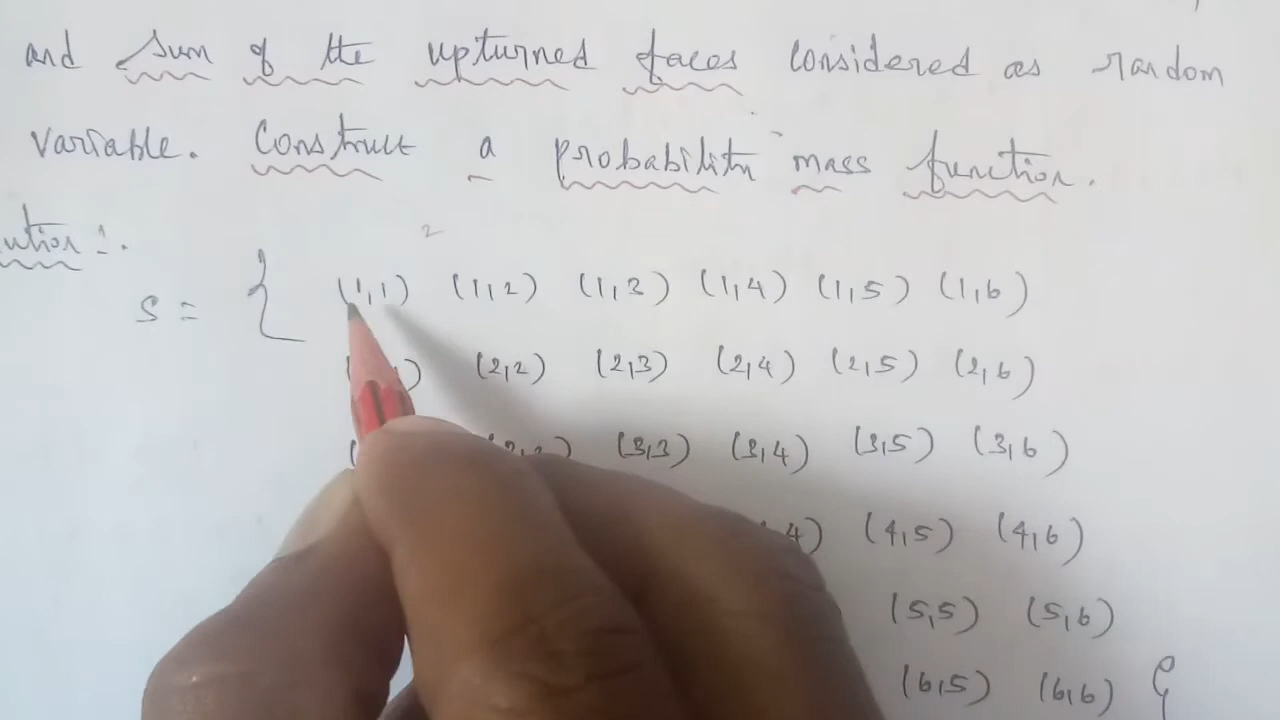 and sum of the upturned faces considered as random
variable. Construct a probability mass function.
ution:.
2
S = { (1,1) (1,2) (1,3) (1,4) (1,5) (1,6)
(2,2) (2,3) (2,4) (2,5) (2,6)
(3,3) (3,4) (3,5) (3,6)
(4,5) (4,6)
(5,5) (5,6)
(6,5) (6,6) }